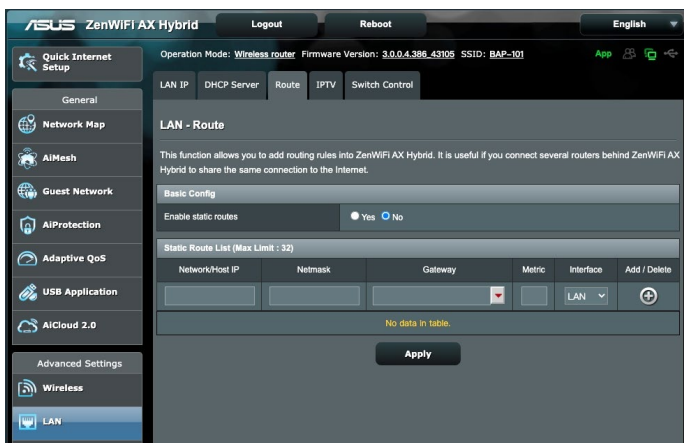 ASUS ZenWiFi AX Hybrid
Logout
Reboot
English
Quick Internet Setup
Operation Mode: Wireless router Firmware Version: 3.0.0.4.386_43105 SSID: BAP-101
App
General
Network Map
AiMesh
Guest Network
AiProtection
Adaptive QoS
USB Application
AiCloud 2.0
Advanced Settings
Wireless
LAN
LAN IP
DHCP Server
Route
IPTV
Switch Control
LAN - Route
This function allows you to add routing rules into ZenWiFi AX Hybrid. It is useful if you connect several routers behind ZenWiFi AX
Hybrid to share the same connection to the Internet.
Basic Config
Enable static routes
Yes No
Static Route List (Max Limit : 32)
Network/Host IP
Netmask
Gateway
Metric
Interface
Add / Delete
LAN
No data in table.
Apply